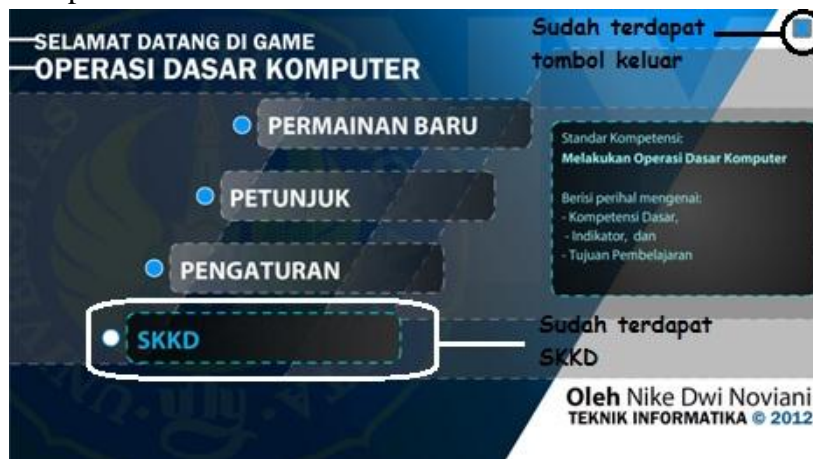 SELAMAT DATANG DI GAME
OPERASI DASAR KOMPUTER
Sudah terdapat
tombol keluar
PERMAINAN BARU
PETUNJUK
PENGATURAN
SKKD
Standar Kompetensi:
Melakukan Operasi Dasar Komputer
Berisi perihal mengenai:
- Kompetensi Dasar,
- Indikator, dan
- Tujuan Pembelajaran
Sudah terdapat
SKKD
Oleh Nike Dwi Noviani
TEKNIK INFORMATIKA © 2012